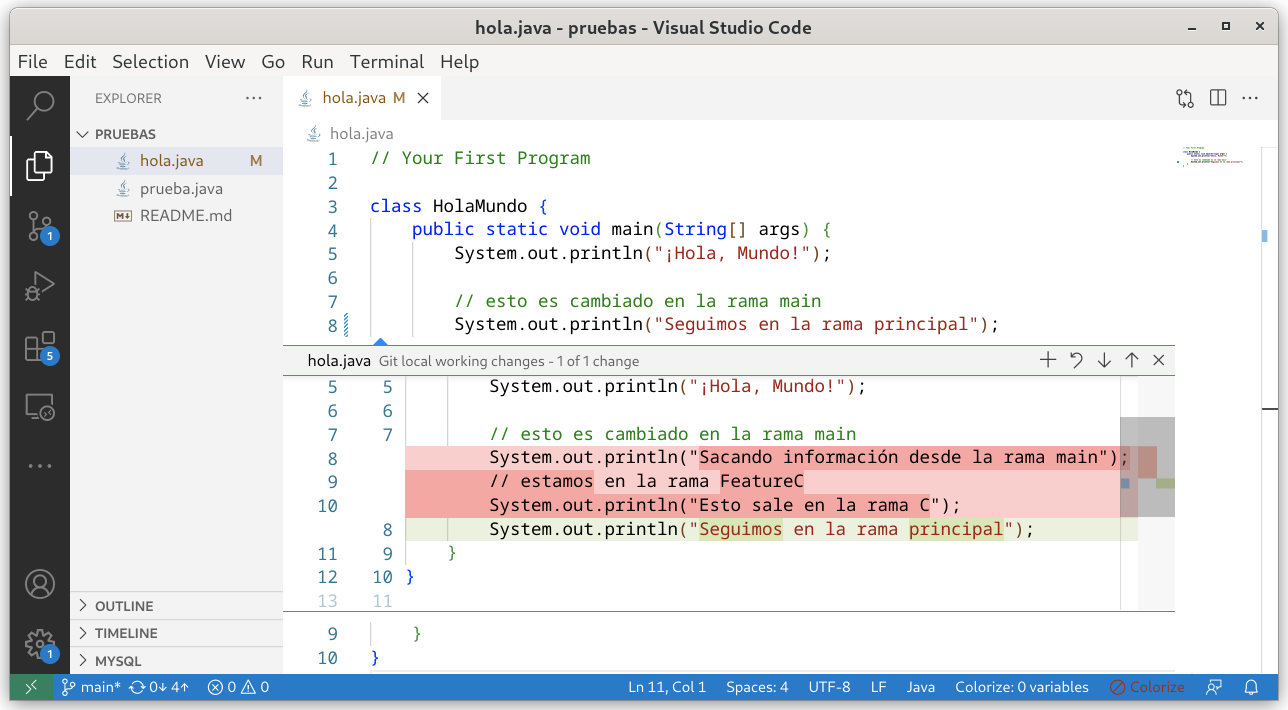 hola.java - pruebas - Visual Studio Code
File Edit Selection View Go Run Terminal Help
EXPLORER
PRUEBAS
hola.java M
prueba.java
README.md
OUTLINE
TIMELINE
MYSQL
1
5
1
hola.java M
hola.java
1 // Your First Program
2
3 class HolaMundo {
4 public static void main(String[] args) {
5 System.out.println("¡Hola, Mundo!");
6
7 // esto es cambiado en la rama main
8 System.out.println("Seguimos en la rama principal");
hola.java Git local working changes - 1 of 1 change
5 5 System.out.println("¡Hola, Mundo!");
6 6
7 7 // esto es cambiado en la rama main
8 System.out.println("Sacando información desde la rama main");
9 // estamos en la rama FeatureC
10 System.out.println("Esto sale en la rama C");
8 System.out.println("Seguimos en la rama principal");
11 9 }
12 10 }
13 11
9 }
10 }
main* 0↓ 4↑ 0 0 Ln 11, Col 1 Spaces: 4 UTF-8 LF Java Colorize: 0 variables Colorize